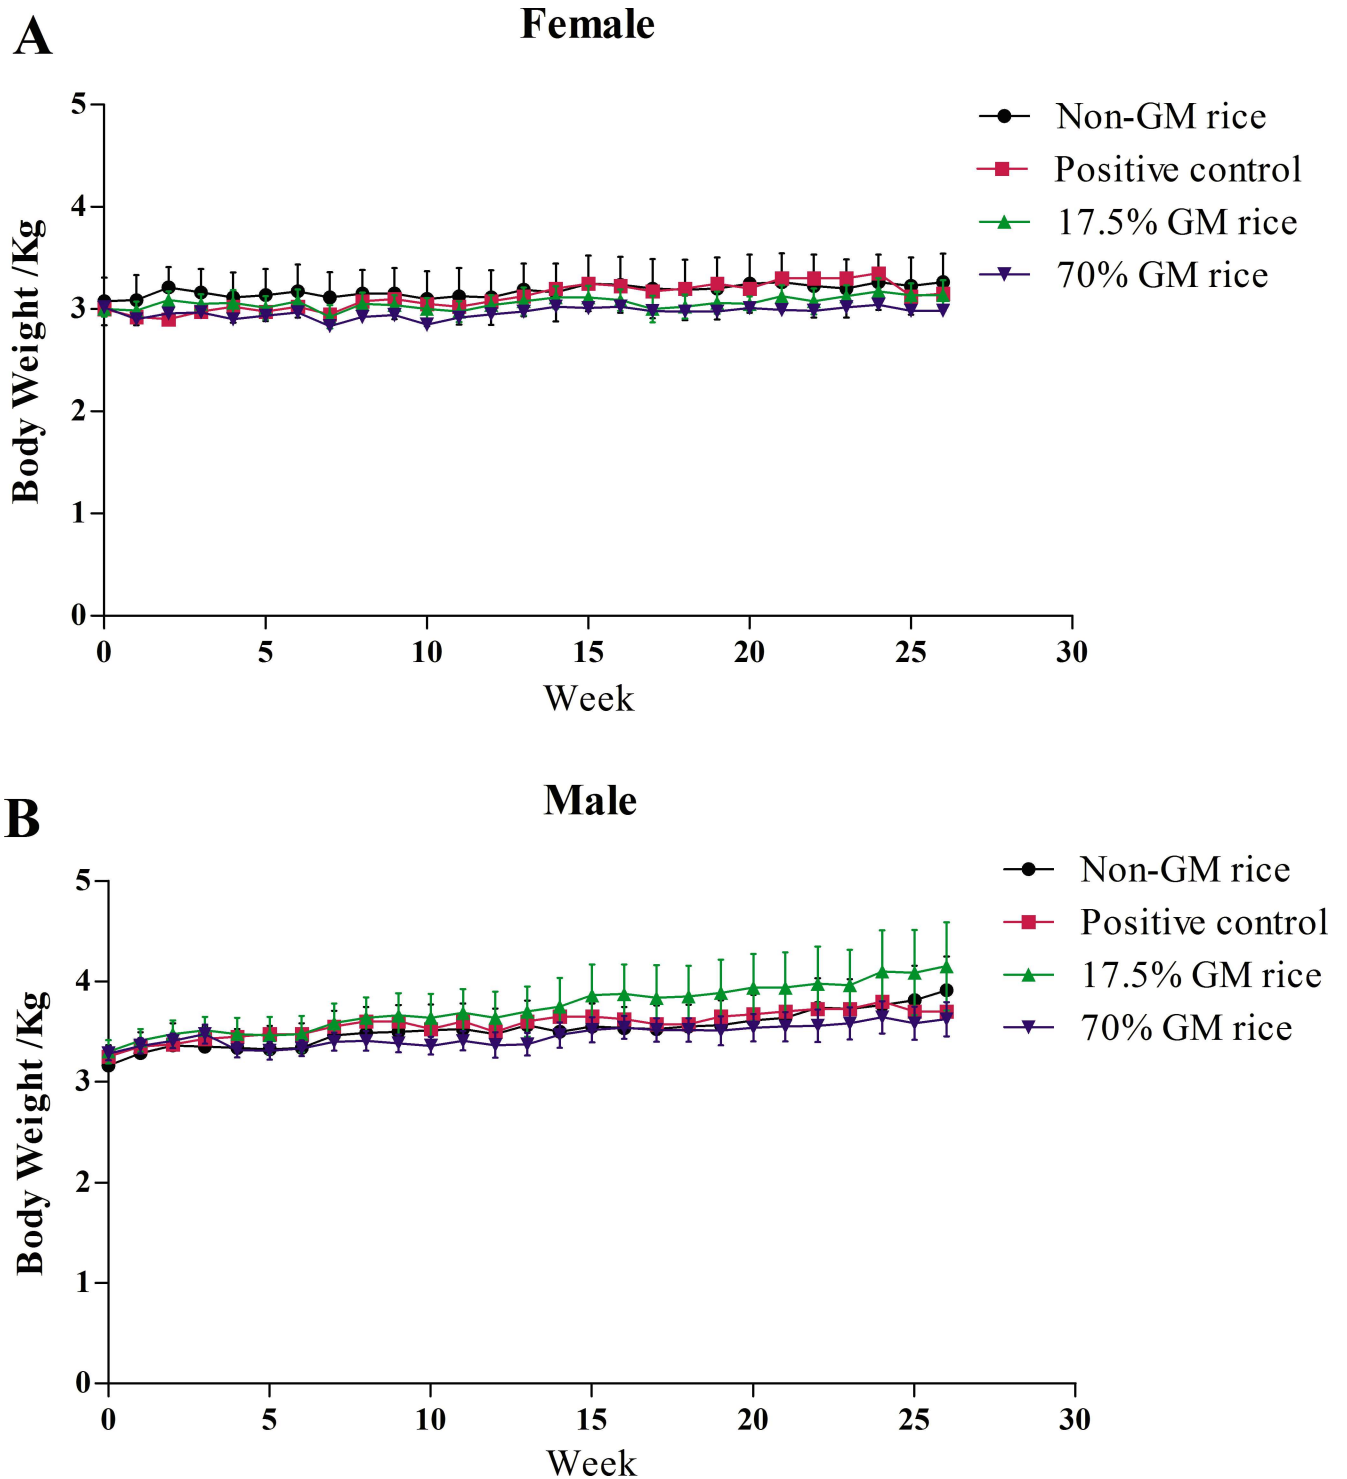 A
Female
5
4
3
2
1
0
Body Weight /Kg
0 5 10 15 20 25 30
Week
Non-GM rice
Positive control
17.5% GM rice
70% GM rice
B
Male
5
4
3
2
1
0
Body Weight /Kg
0 5 10 15 20 25 30
Week
Non-GM rice
Positive control
17.5% GM rice
70% GM rice